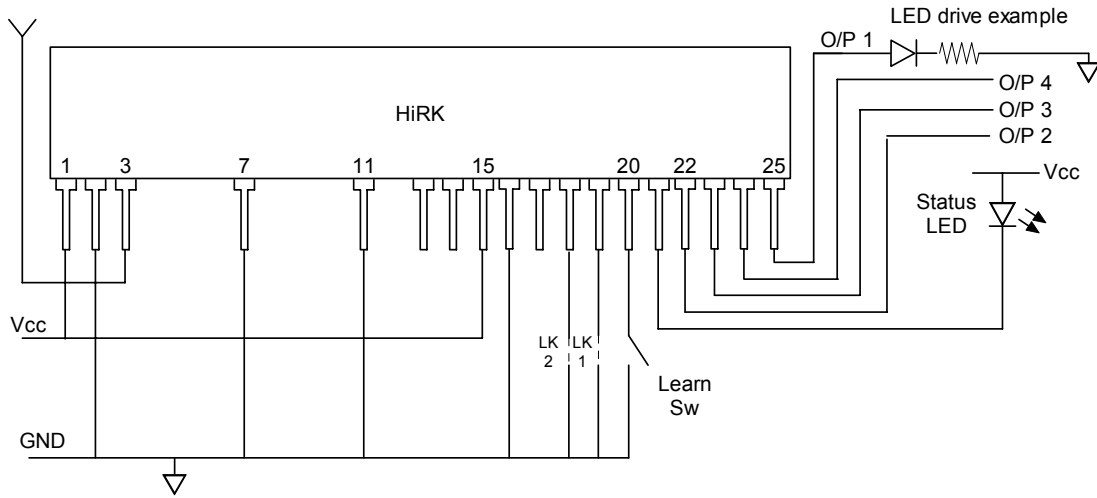 LED drive example
O/P 1
O/P 4
O/P 3
O/P 2
HiRK
1 3 7 11 15 20 22 25
Vcc
Status
LED
Vcc
LK
2
LK
1
Learn
Sw
GND